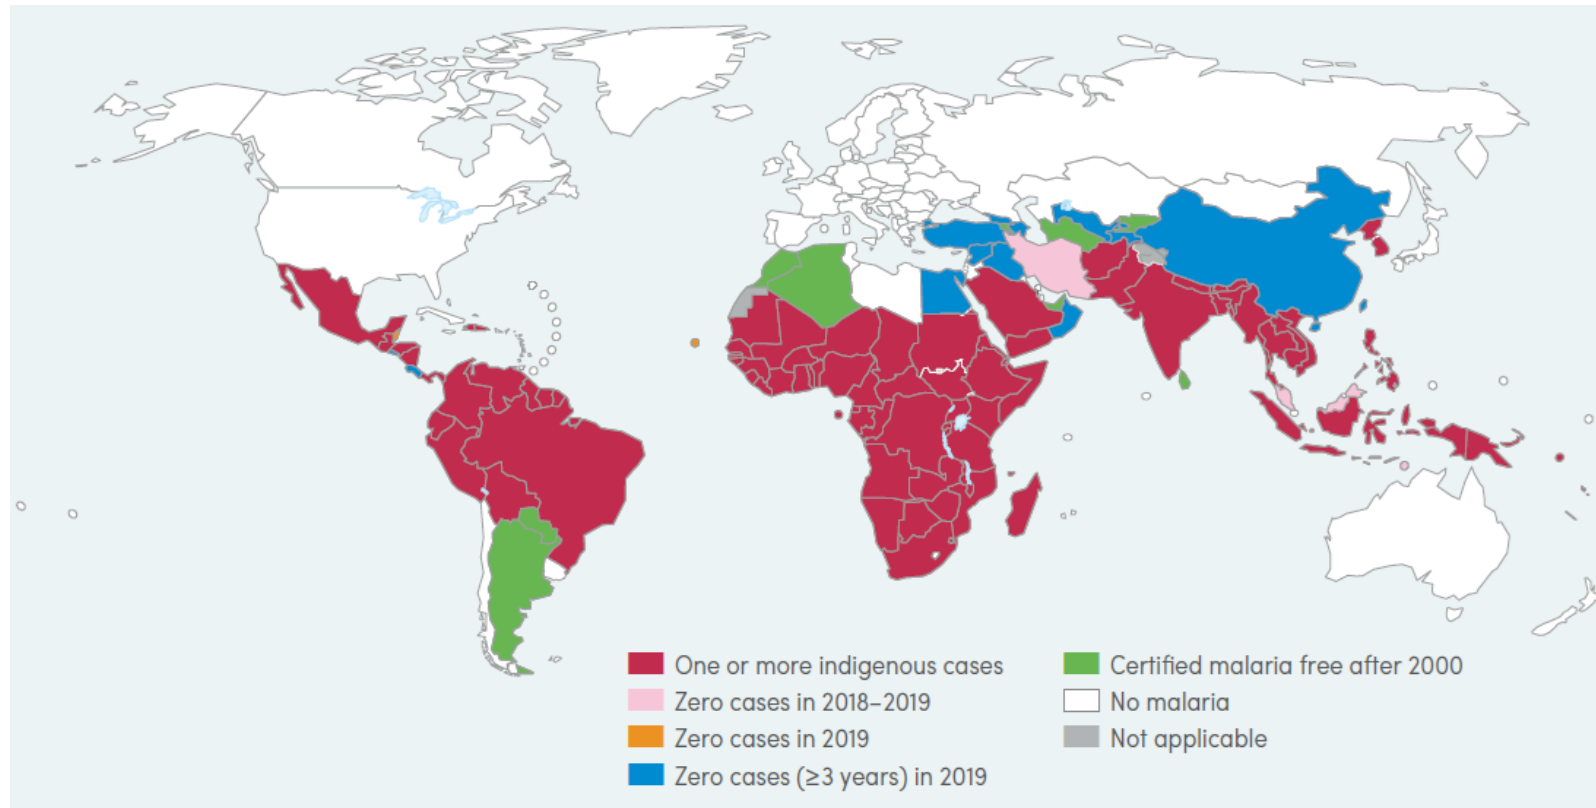 One or more indigenous cases
Zero cases in 2018–2019
Zero cases in 2019
Zero cases (≥3 years) in 2019
Certified malaria free after 2000
No malaria
Not applicable